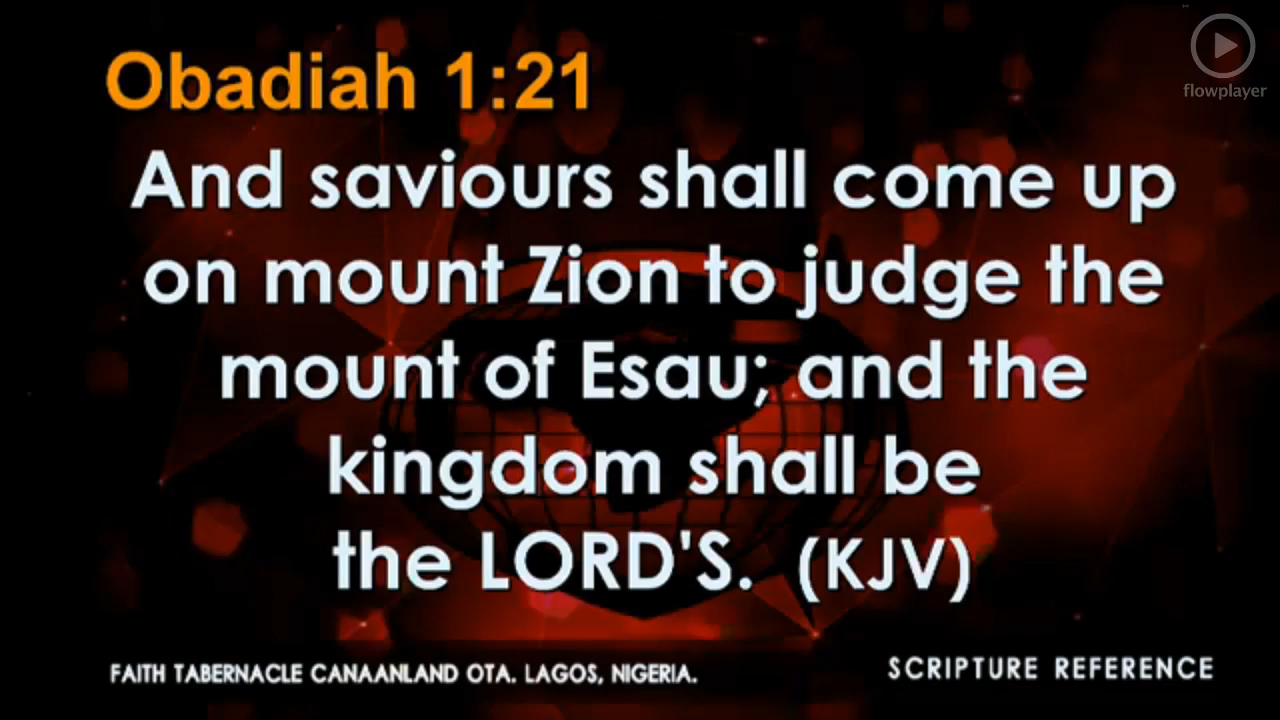 flowplayer
Obadiah 1:21
And saviours shall come up
on mount Zion to judge the
mount of Esau; and the
kingdom shall be
the LORD'S. (KJV)
FAITH TABERNACLE CANAANLAND OTA. LAGOS, NIGERIA.
SCRIPTURE REFERENCE